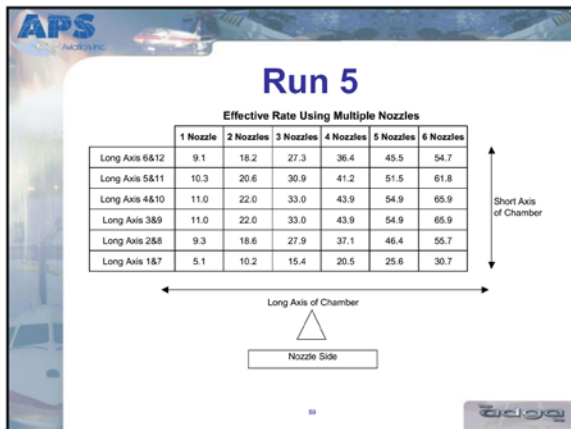 APS
Aviation Inc.
Run 5
Effective Rate Using Multiple Nozzles
1 Nozzle 2 Nozzles 3 Nozzles 4 Nozzles 5 Nozzles 6 Nozzles
Long Axis 6&12 9.1 18.2 27.3 36.4 45.5 54.7
Long Axis 5&11 10.3 20.6 30.9 41.2 51.5 61.8
Long Axis 4&10 11.0 22.0 33.0 43.9 54.9 65.9
Long Axis 3&9 11.0 22.0 33.0 43.9 54.9 65.9
Long Axis 2&8 9.3 18.6 27.9 37.1 46.4 55.7
Long Axis 1&7 5.1 10.2 15.4 20.5 25.6 30.7
Short Axis
of Chamber
Long Axis of Chamber
Nozzle Side
59